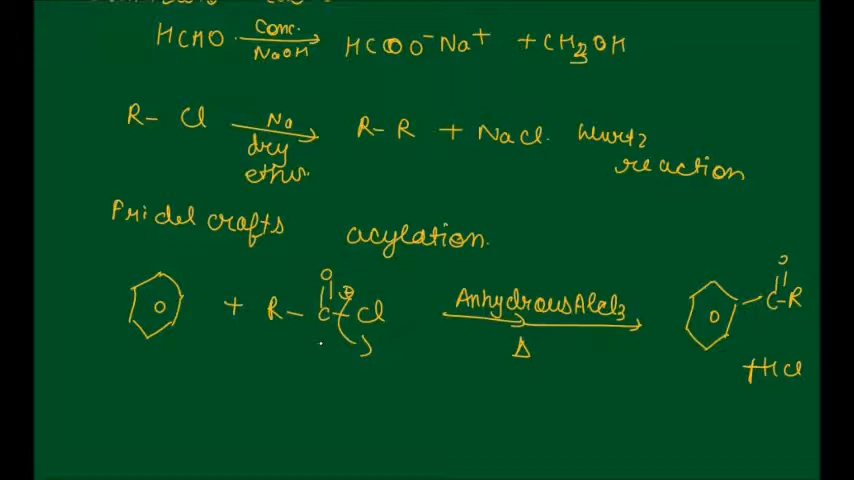 HCHO Conc. NaOH HCOO⁻Na⁺ + CH3OH
R- Cl Na dry ether R-R + NaCl. wurtz reaction
Fridel crafts acylation.
+ R-C-Cl O ⊕ Anhydrous AlCl3 Δ O C-R
+HCl